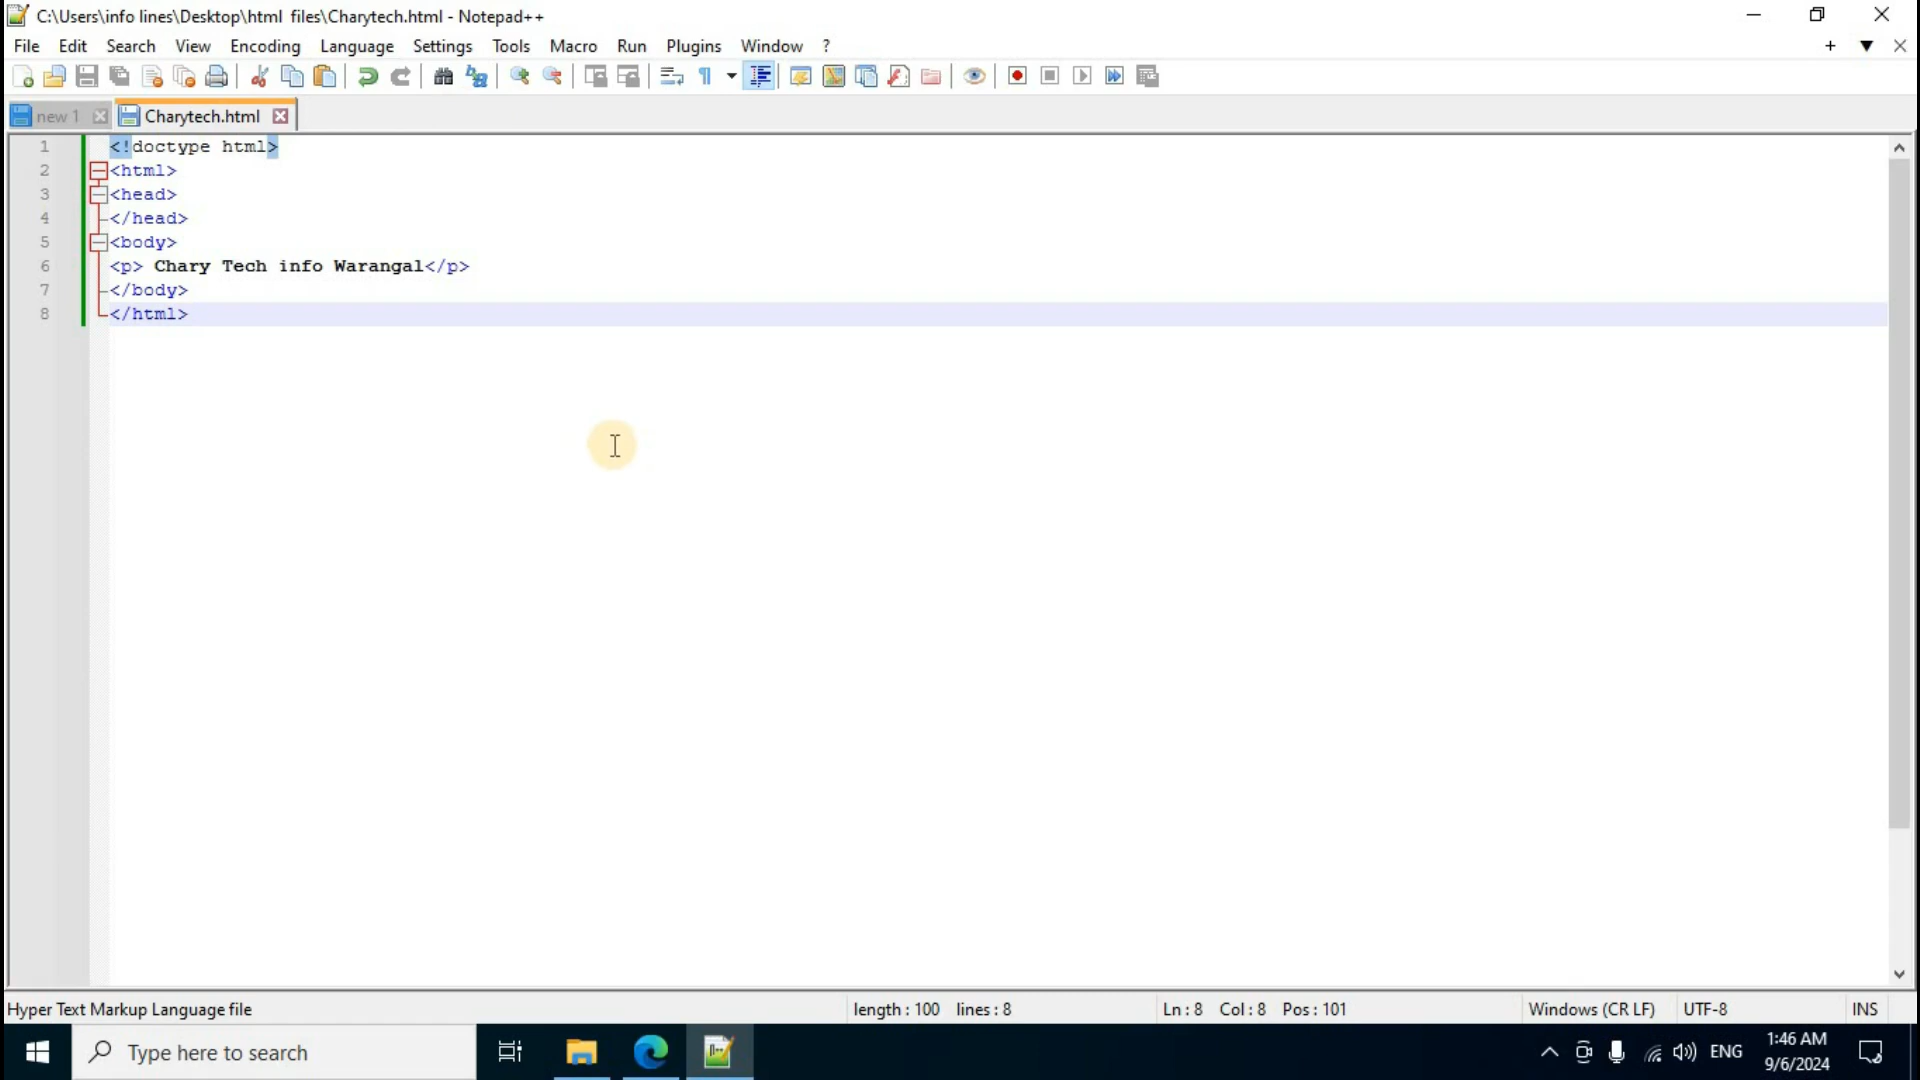 C:\Users\info lines\Desktop\html files\Charytech.html - Notepad++
File Edit Search View Encoding Language Settings Tools Macro Run Plugins Window ?
new 1 Charytech.html
1 <!doctype html>
2 <html>
3 <head>
4 </head>
5 <body>
6 <p> Chary Tech info Warangal</p>
7 </body>
8 </html>
Hyper Text Markup Language file length : 100 lines : 8 Ln : 8 Col : 8 Pos : 101 Windows (CR LF) UTF-8 INS
Type here to search ENG 1:46 AM
9/6/2024